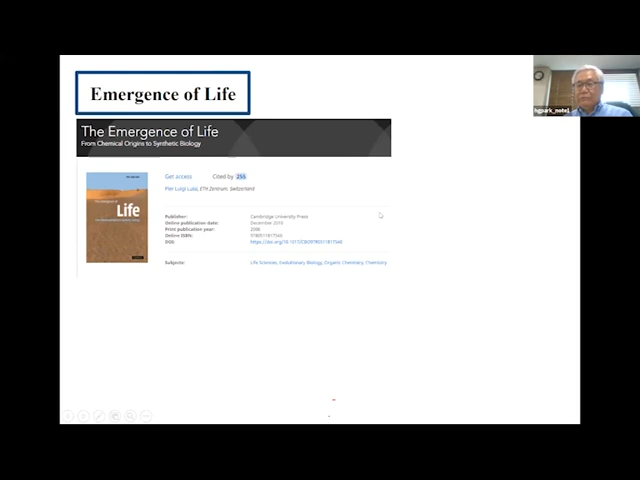 Emergence of Life
The Emergence of Life
From Chemical Origins to Synthetic Biology
Get access Cited by 255
Pier Luigi Luisi, ETH Zentrum, Switzerland
Life
Publisher: Cambridge University Press
Online publication date: December 2010
Print publication year: 2006
Online ISBN: 9780511817540
DOI: https://doi.org/10.1017/CBO9780511817540
Subjects: Life Sciences, Evolutionary Biology, Organic Chemistry, Chemistry
hgpark_note1